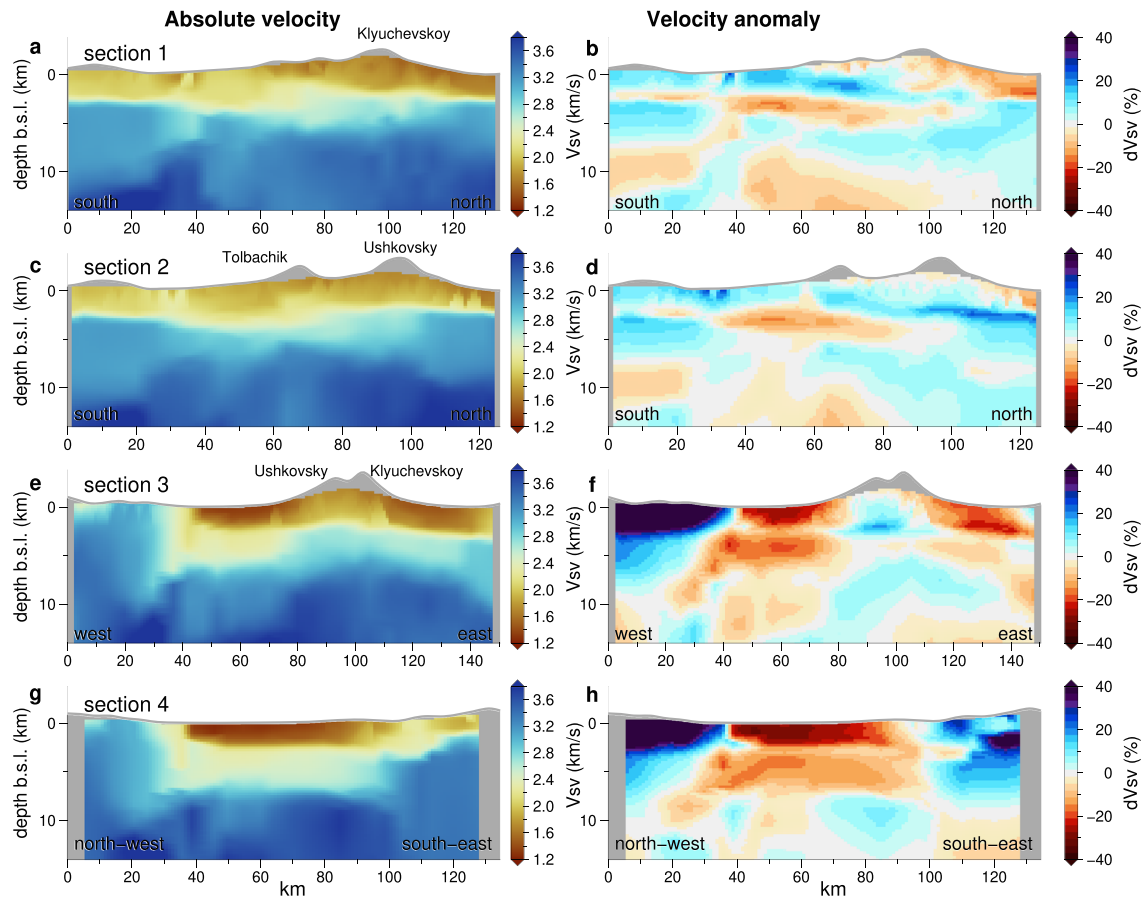 Absolute velocity
Velocity anomaly
a
section 1
Klyuchevskoy
b
depth b.s.l. (km)
0
10
south
north
0 20 40 60 80 100 120
3.6
3.2
2.8
2.4
2.0
1.6
1.2
Vsv (km/s)
0
10
south
north
0 20 40 60 80 100 120
40
20
0
−20
−40
dVsv (%)
c
section 2
Tolbachik
Ushkovsky
d
depth b.s.l. (km)
0
10
south
north
0 20 40 60 80 100 120
3.6
3.2
2.8
2.4
2.0
1.6
1.2
Vsv (km/s)
0
10
south
north
0 20 40 60 80 100 120
40
20
0
−20
−40
dVsv (%)
e
section 3
Ushkovsky
Klyuchevskoy
f
depth b.s.l. (km)
0
10
west
east
0 20 40 60 80 100 120 140
3.6
3.2
2.8
2.4
2.0
1.6
1.2
Vsv (km/s)
0
10
west
east
0 20 40 60 80 100 120 140
40
20
0
−20
−40
dVsv (%)
g
section 4
h
depth b.s.l. (km)
0
10
north−west
south−east
0 20 40 60 80 100 120
km
3.6
3.2
2.8
2.4
2.0
1.6
1.2
Vsv (km/s)
0
10
north−west
south−east
0 20 40 60 80 100 120
km
40
20
0
−20
−40
dVsv (%)